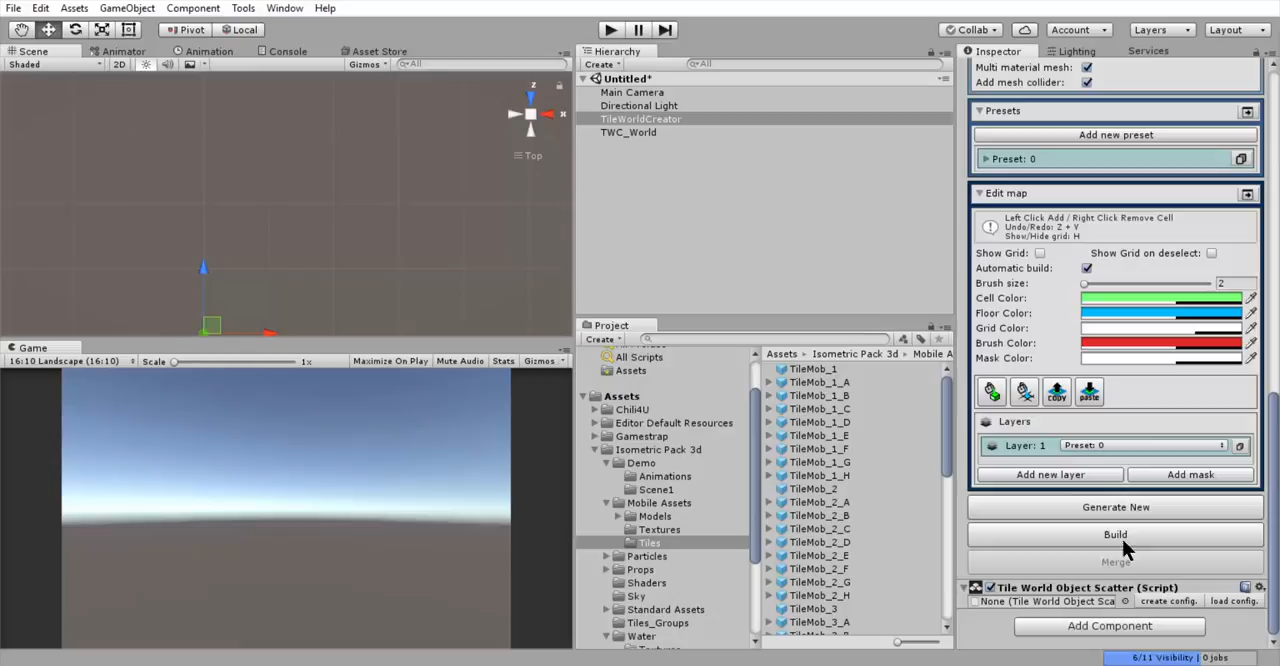 File Edit Assets GameObject Component Tools Window Help
Pivot Local Collab Account Layers Layout
Scene Animator Animation Console Asset Store
Shaded 2D Gizmos All
z
x
Top
Game
16:10 Landscape (16:10) Scale 1x Maximize On Play Mute Audio Stats Gizmos
Hierarchy
Create All
Untitled*
Main Camera
Directional Light
TileWorldCreator
TWC_World
Project
Create
All Scripts
Assets
Assets
Chili4U
Editor Default Resources
Gamestrap
Isometric Pack 3d
Demo
Animations
Scene1
Mobile Assets
Models
Textures
Tiles
Particles
Props
Shaders
Sky
Standard Assets
Tiles_Groups
Water
Assets Isometric Pack 3d Mobile A
TileMob_1
TileMob_1_A
TileMob_1_B
TileMob_1_C
TileMob_1_D
TileMob_1_E
TileMob_1_F
TileMob_1_G
TileMob_1_H
TileMob_2
TileMob_2_A
TileMob_2_B
TileMob_2_C
TileMob_2_D
TileMob_2_E
TileMob_2_F
TileMob_2_G
TileMob_2_H
TileMob_3
TileMob_3_A
Inspector Lighting Services
Multi material mesh:
Add mesh collider:
Presets
Add new preset
Preset: 0
Edit map
Left Click Add / Right Click Remove Cell
Undo/Redo: Z + Y
Show/Hide grid: H
Show Grid: Show Grid on deselect:
Automatic build:
Brush size: 2
Cell Color:
Floor Color:
Grid Color:
Brush Color:
Mask Color:
copy paste
Layers
Layer: 1 Preset: 0
Add new layer Add mask
Generate New
Build
Merge
Tile World Object Scatter (Script)
None (Tile World Object Sca create config. load config.
Add Component
6/11 Visibility | 0 jobs